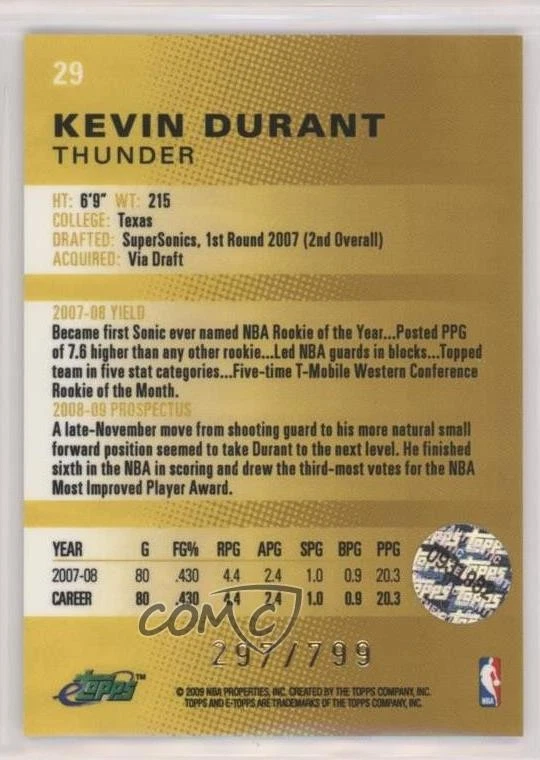 29
KEVIN DURANT
THUNDER
HT: 6'9" WT: 215
COLLEGE: Texas
DRAFTED: SuperSonics, 1st Round 2007 (2nd Overall)
ACQUIRED: Via Draft
2007-08 YIELD
Became first Sonic ever named NBA Rookie of the Year...Posted PPG
of 7.6 higher than any other rookie...Led NBA guards in blocks...Topped
team in five stat categories...Five-time T-Mobile Western Conference
Rookie of the Month.
2008-09 PROSPECTUS
A late-November move from shooting guard to his more natural small
forward position seemed to take Durant to the next level. He finished
sixth in the NBA in scoring and drew the third-most votes for the NBA
Most Improved Player Award.
YEAR G FG% RPG APG SPG BPG PPG
2007-08 80 .430 4.4 2.4 1.0 0.9 20.3
CAREER 80 .430 4.4 2.4 1.0 0.9 20.3
COMC
297/799
etopps™
© 2009 NBA PROPERTIES, INC. CREATED BY THE TOPPS COMPANY, INC.
TOPPS AND E-TOPPS ARE TRADEMARKS OF THE TOPPS COMPANY, INC.
NBA